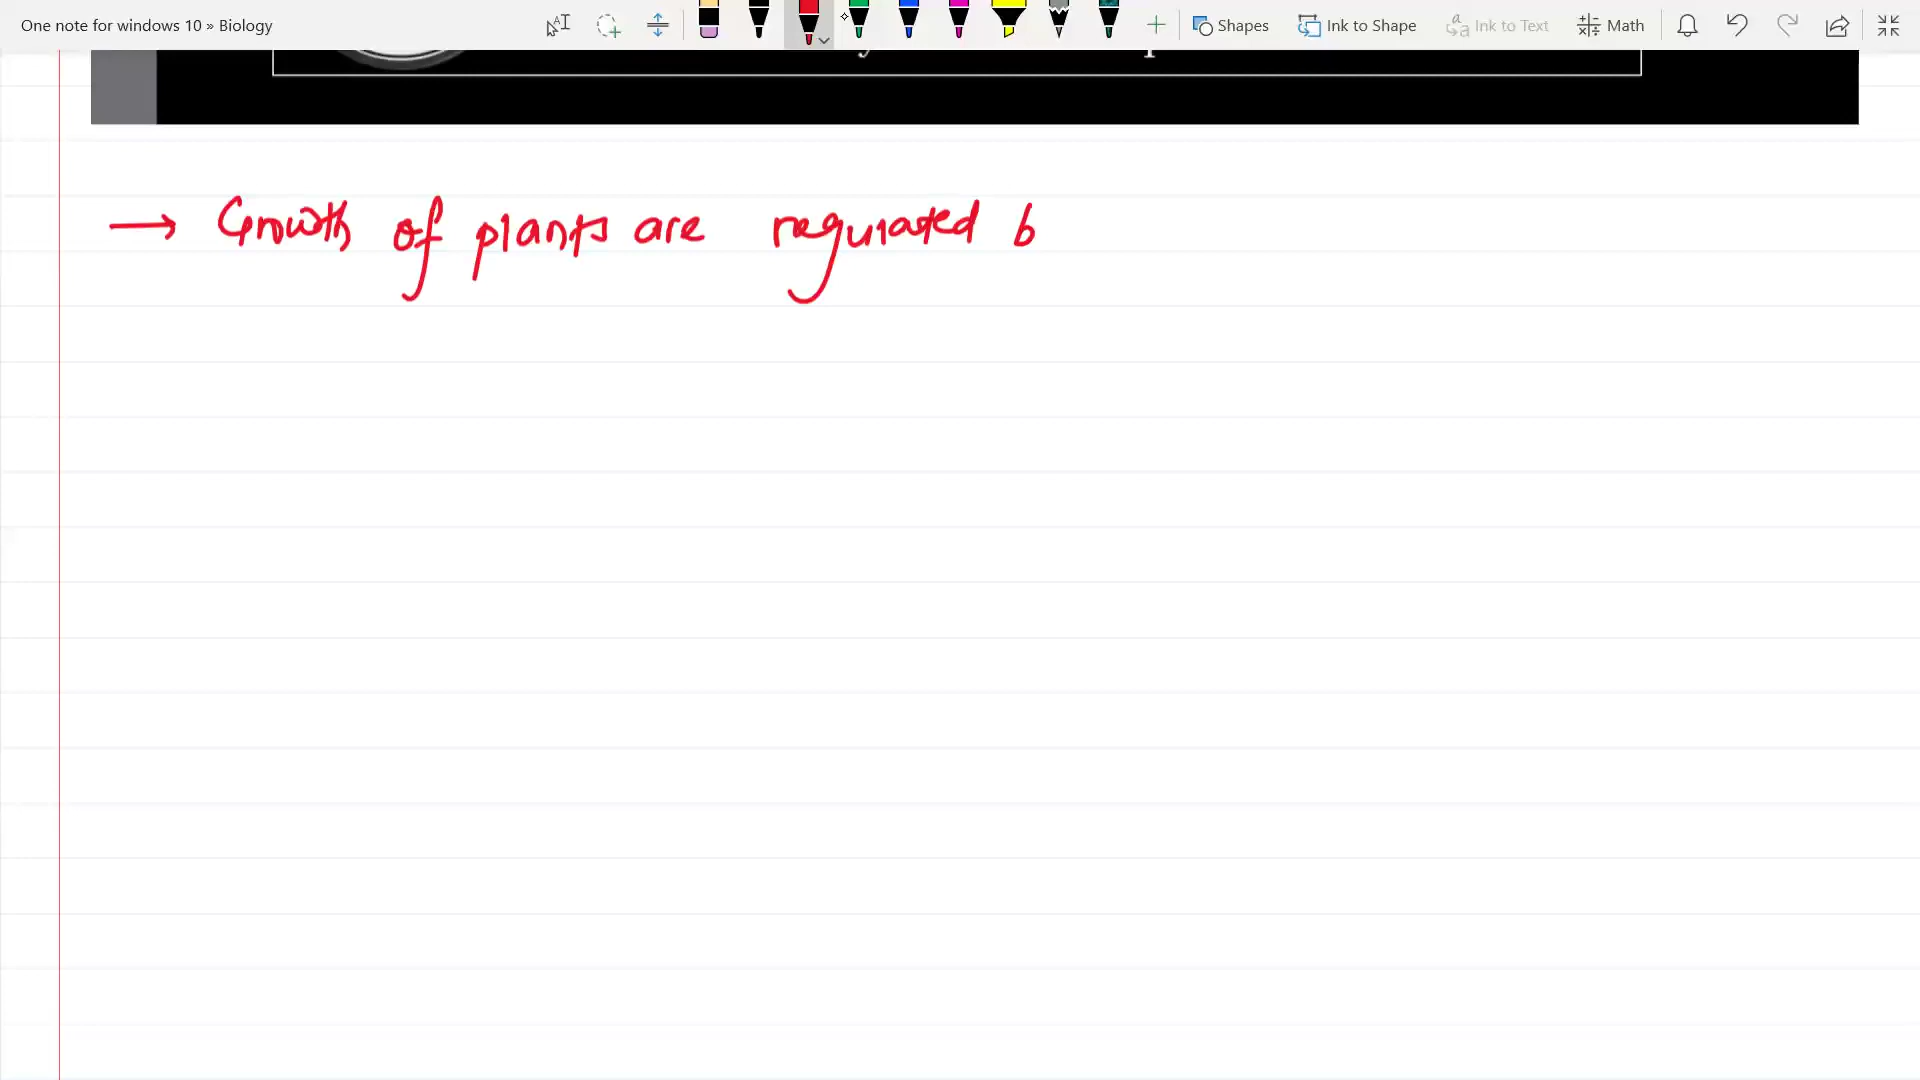 One note for windows 10 » Biology
Shapes
Ink to Shape
Ink to Text
Math
→ Growth of plants are regulated b